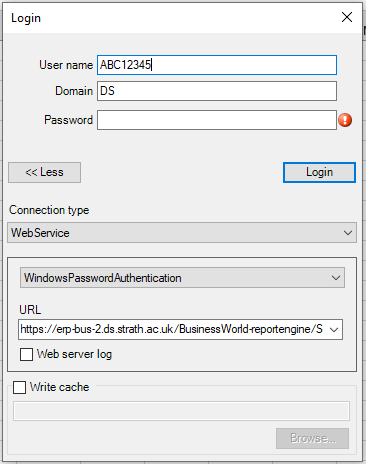 Login
User name ABC12345
Domain DS
Password
<< Less Login
Connection type
WebService
WindowsPasswordAuthentication
URL
https://erp-bus-2.ds.strath.ac.uk/BusinessWorld-reportengine/S
Web server log
Write cache
Browse...